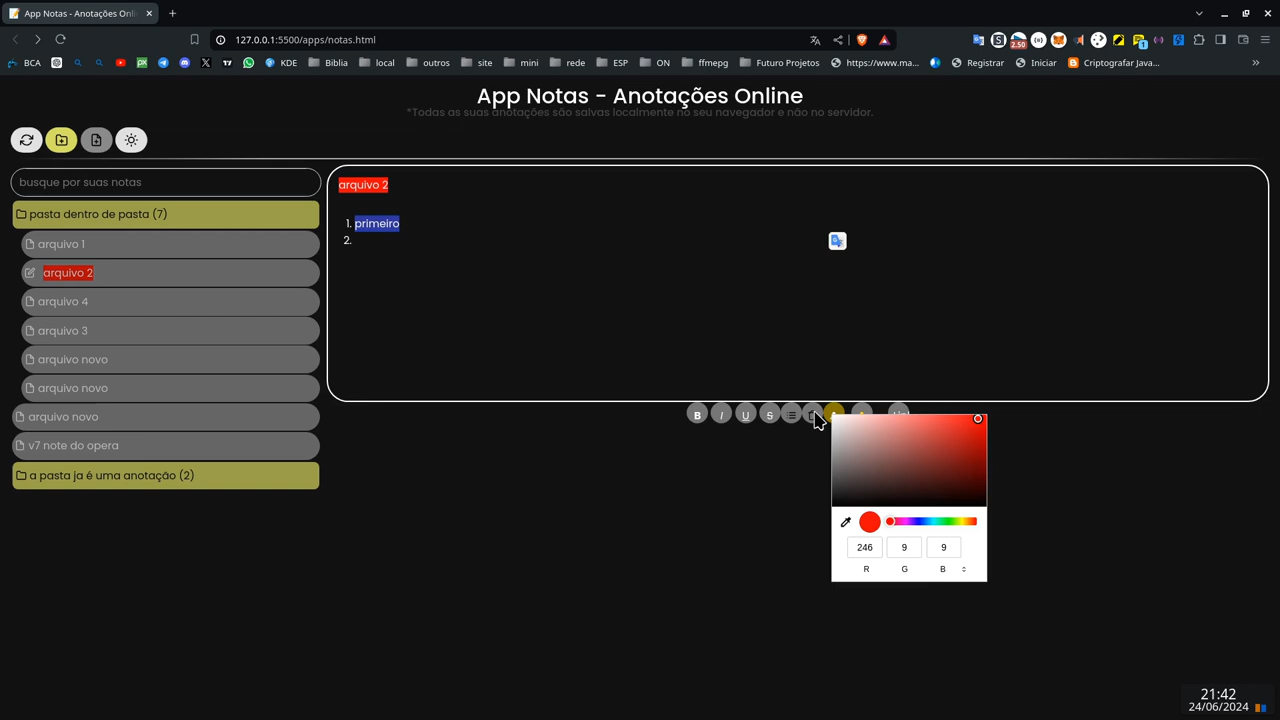 App Notas - Anotações Onli
127.0.0.1:5500/apps/notas.html
2.50
1
BCA
KDE
Biblia
local
outros
site
mini
rede
ESP
ON
ffmepg
Futuro Projetos
https://www.ma...
Registrar
Iniciar
Criptografar Java...
App Notas - Anotações Online
*Todas as suas anotações são salvas localmente no seu navegador e não no servidor.
busque por suas notas
pasta dentro de pasta (7)
arquivo 1
arquivo 2
arquivo 4
arquivo 3
arquivo novo
arquivo novo
arquivo novo
v7 note do opera
a pasta ja é uma anotação (2)
arquivo 2
1. primeiro
2.
B I U S
246 9 9
R G B
21:42
24/06/2024